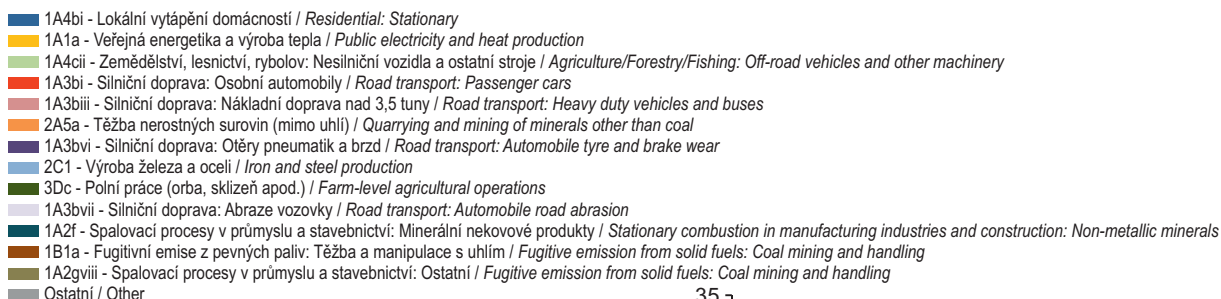 1A4bi - Lokální vytápění domácností / Residential: Stationary
1A1a - Veřejná energetika a výroba tepla / Public electricity and heat production
1A4cii - Zemědělství, lesnictví, rybolov: Nesilniční vozidla a ostatní stroje / Agriculture/Forestry/Fishing: Off-road vehicles and other machinery
1A3bi - Silniční doprava: Osobní automobily / Road transport: Passenger cars
1A3biii - Silniční doprava: Nákladní doprava nad 3,5 tuny / Road transport: Heavy duty vehicles and buses
2A5a - Těžba nerostných surovin (mimo uhlí) / Quarrying and mining of minerals other than coal
1A3bvi - Silniční doprava: Otěry pneumatik a brzd / Road transport: Automobile tyre and brake wear
2C1 - Výroba železa a oceli / Iron and steel production
3Dc - Polní práce (orba, sklizeň apod.) / Farm-level agricultural operations
1A3bvii - Silniční doprava: Abraze vozovky / Road transport: Automobile road abrasion
1A2f - Spalovací procesy v průmyslu a stavebnictví: Minerální nekovové produkty / Stationary combustion in manufacturing industries and construction: Non-metallic minerals
1B1a - Fugitivní emise z pevných paliv: Těžba a manipulace s uhlím / Fugitive emission from solid fuels: Coal mining and handling
1A2gviii - Spalovací procesy v průmyslu a stavebnictví: Ostatní / Fugitive emission from solid fuels: Coal mining and handling
Ostatní / Other
35